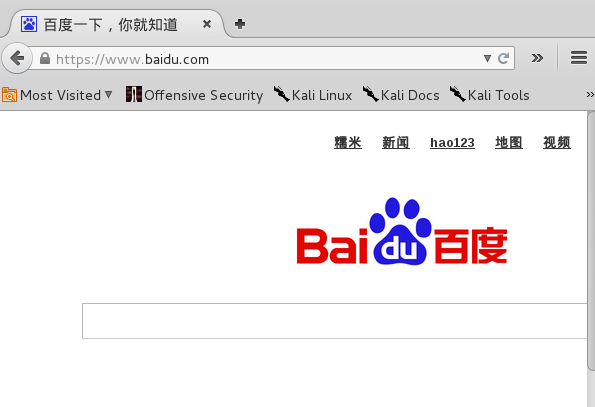 百度一下，你就知道
https://www.baidu.com
Most Visited Offensive Security Kali Linux Kali Docs Kali Tools
糯米 新闻 hao123 地图 视频
Bai du 百度